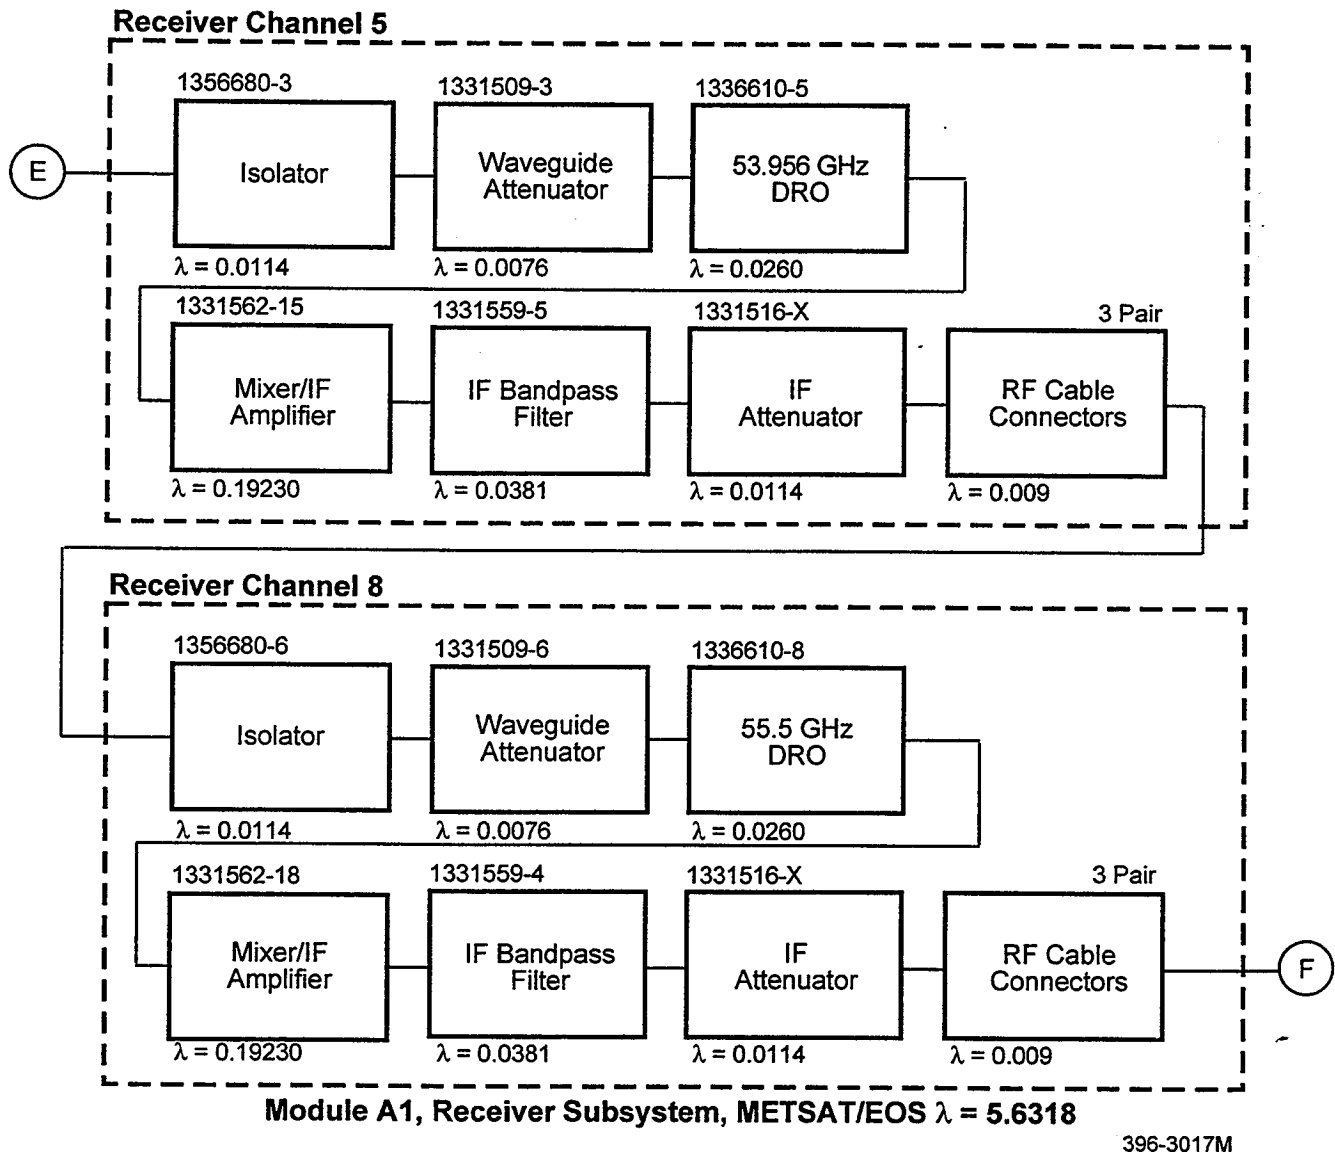 Receiver Channel 5
1356680-3
1331509-3
1336610-5
E
Isolator
Waveguide
Attenuator
53.956 GHz
DRO
λ = 0.0114
λ = 0.0076
λ = 0.0260
1331562-15
1331559-5
1331516-X
3 Pair
Mixer/IF
Amplifier
IF Bandpass
Filter
IF
Attenuator
RF Cable
Connectors
λ = 0.19230
λ = 0.0381
λ = 0.0114
λ = 0.009
Receiver Channel 8
1356680-6
1331509-6
1336610-8
Isolator
Waveguide
Attenuator
55.5 GHz
DRO
λ = 0.0114
λ = 0.0076
λ = 0.0260
1331562-18
1331559-4
1331516-X
3 Pair
Mixer/IF
Amplifier
IF Bandpass
Filter
IF
Attenuator
RF Cable
Connectors
F
λ = 0.19230
λ = 0.0381
λ = 0.0114
λ = 0.009
Module A1, Receiver Subsystem, METSAT/EOS λ = 5.6318
396-3017M